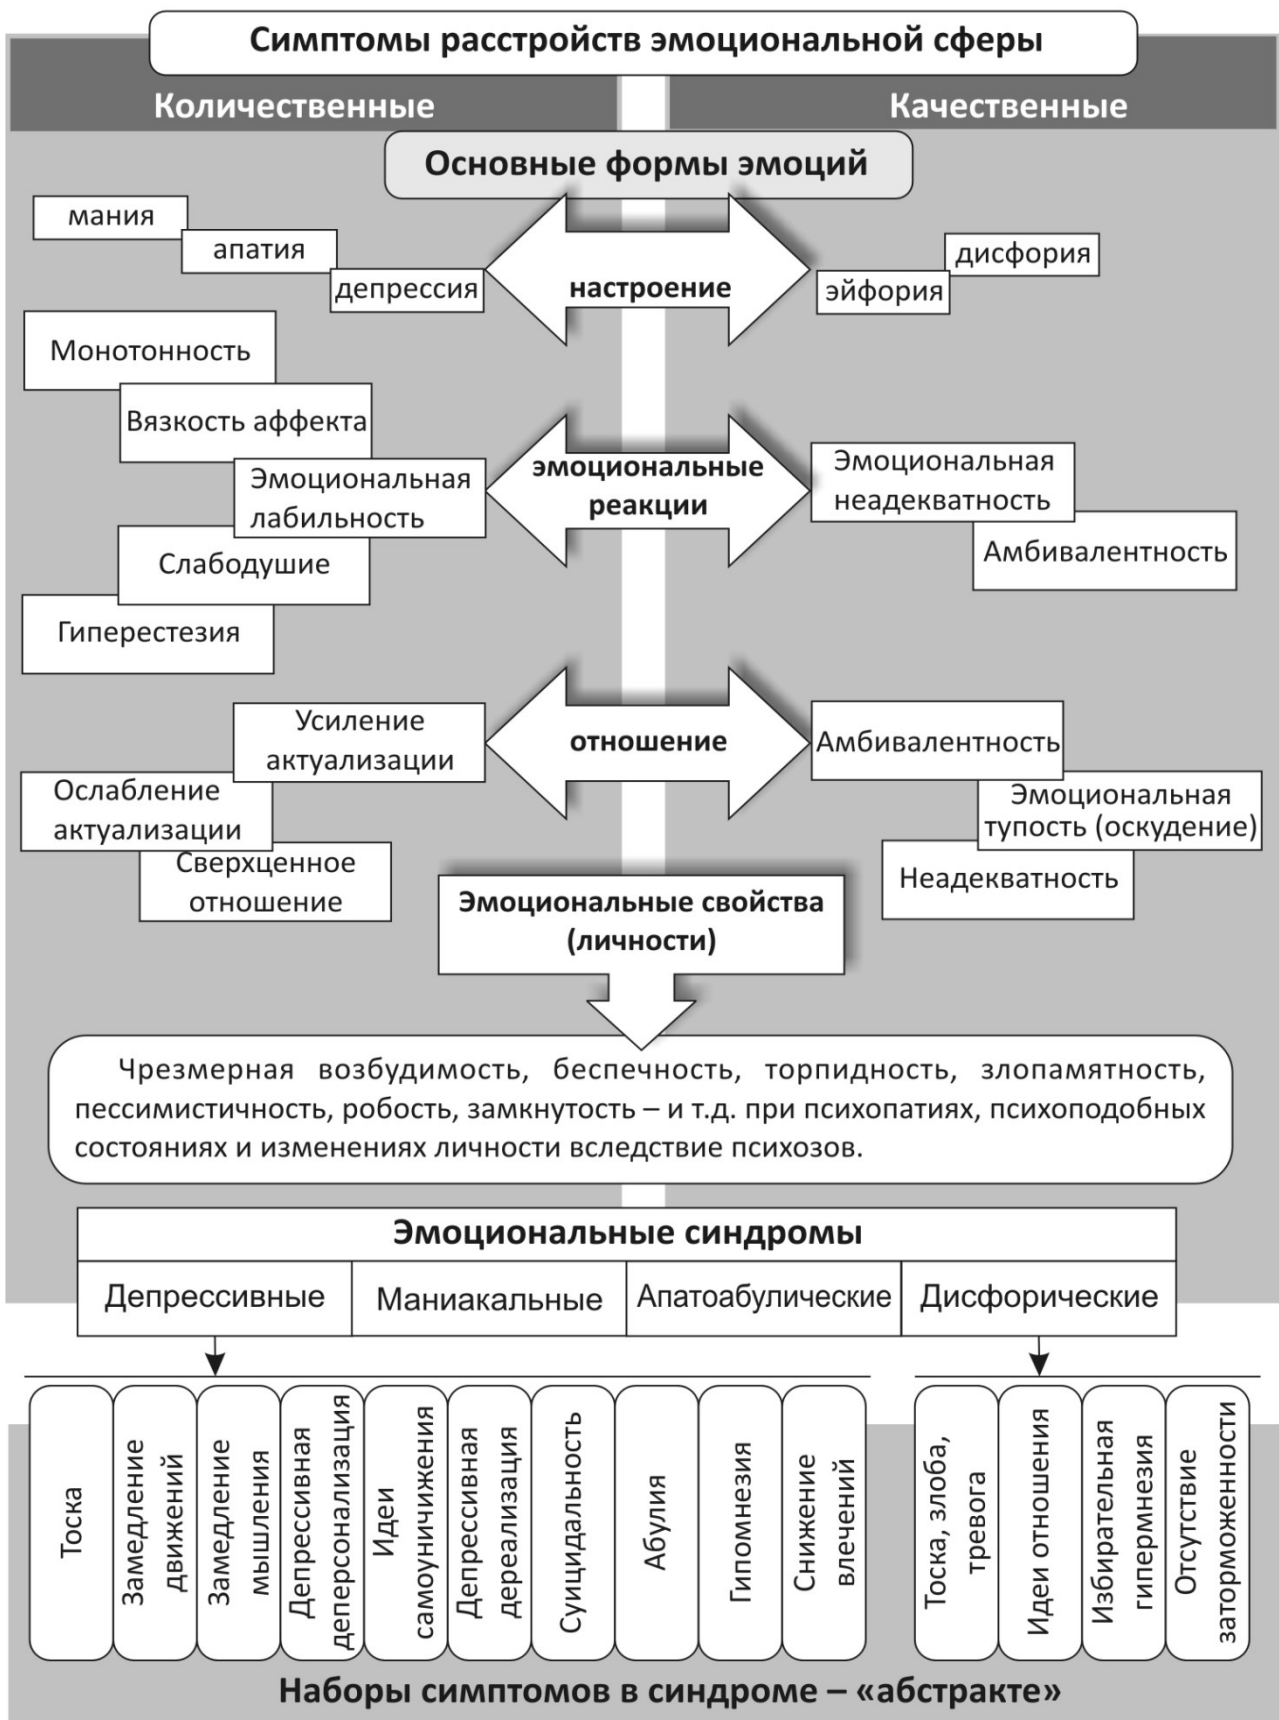 Симптомы расстройств эмоциональной сферы
Количественные
Качественные
Основные формы эмоций
мания
апатия
депрессия
настроение
дисфория
эйфория
Монотонность
Вязкость аффекта
Эмоциональная
лабильность
Слабодушие
Гиперестезия
эмоциональные
реакции
Эмоциональная
неадекватность
Амбивалентность
Усиление
актуализации
Ослабление
актуализации
Сверхценное
отношение
отношение
Амбивалентность
Эмоциональная
тупость (оскудение)
Неадекватность
Эмоциональные свойства
(личности)
Чрезмерная возбудимость, беспечность, торпидность, злопамятность,
пессимистичность, робость, замкнутость – и т.д. при психопатиях, психоподобных
состояниях и изменениях личности вследствие психозов.
Эмоциональные синдромы
Депрессивные
Маниакальные
Апатоабулические
Дисфорические
Тоска
Замедление
движений
Замедление
мышления
Депрессивная
деперсонализация
Идеи
самоуничижения
Депрессивная
дереализация
Суицидальность
Абулия
Гипомнезия
Снижение
влечений
Тоска, злоба,
тревога
Идеи отношения
Избирательная
гипермнезия
Отсутствие
заторможенности
Наборы симптомов в синдроме – «абстракте»